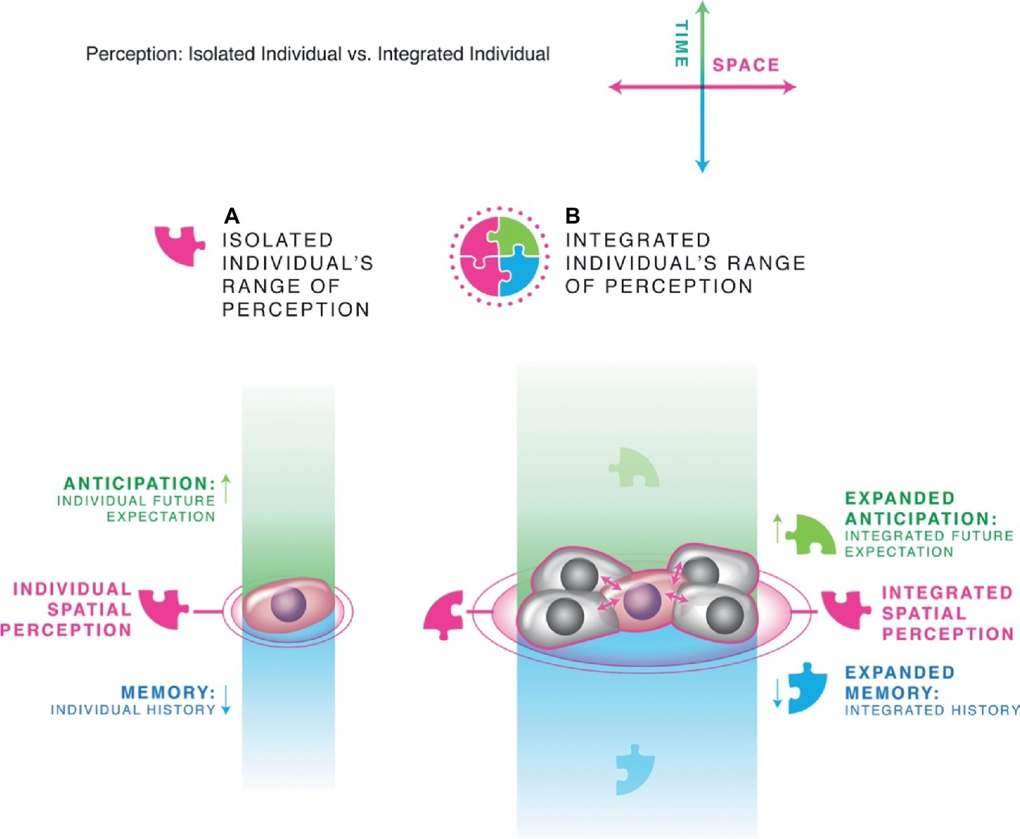 Perception: Isolated Individual vs. Integrated Individual
TIME
SPACE
A
ISOLATED
INDIVIDUAL'S
RANGE OF
PERCEPTION
B
INTEGRATED
INDIVIDUAL'S RANGE
OF PERCEPTION
ANTICIPATION:
INDIVIDUAL FUTURE
EXPECTATION
INDIVIDUAL
SPATIAL
PERCEPTION
MEMORY:
INDIVIDUAL HISTORY
EXPANDED
ANTICIPATION:
INTEGRATED FUTURE
EXPECTATION
INTEGRATED
SPATIAL
PERCEPTION
EXPANDED
MEMORY:
INTEGRATED HISTORY